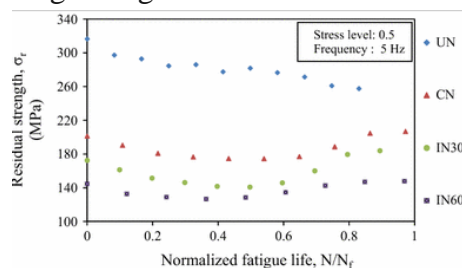 Residual strength, σr
(MPa)
340
300
260
220
180
140
100
Stress level: 0.5
Frequency : 5 Hz
UN
CN
IN30
IN60
0
0.2
0.4
0.6
0.8
1
Normalized fatigue life, N/Nf